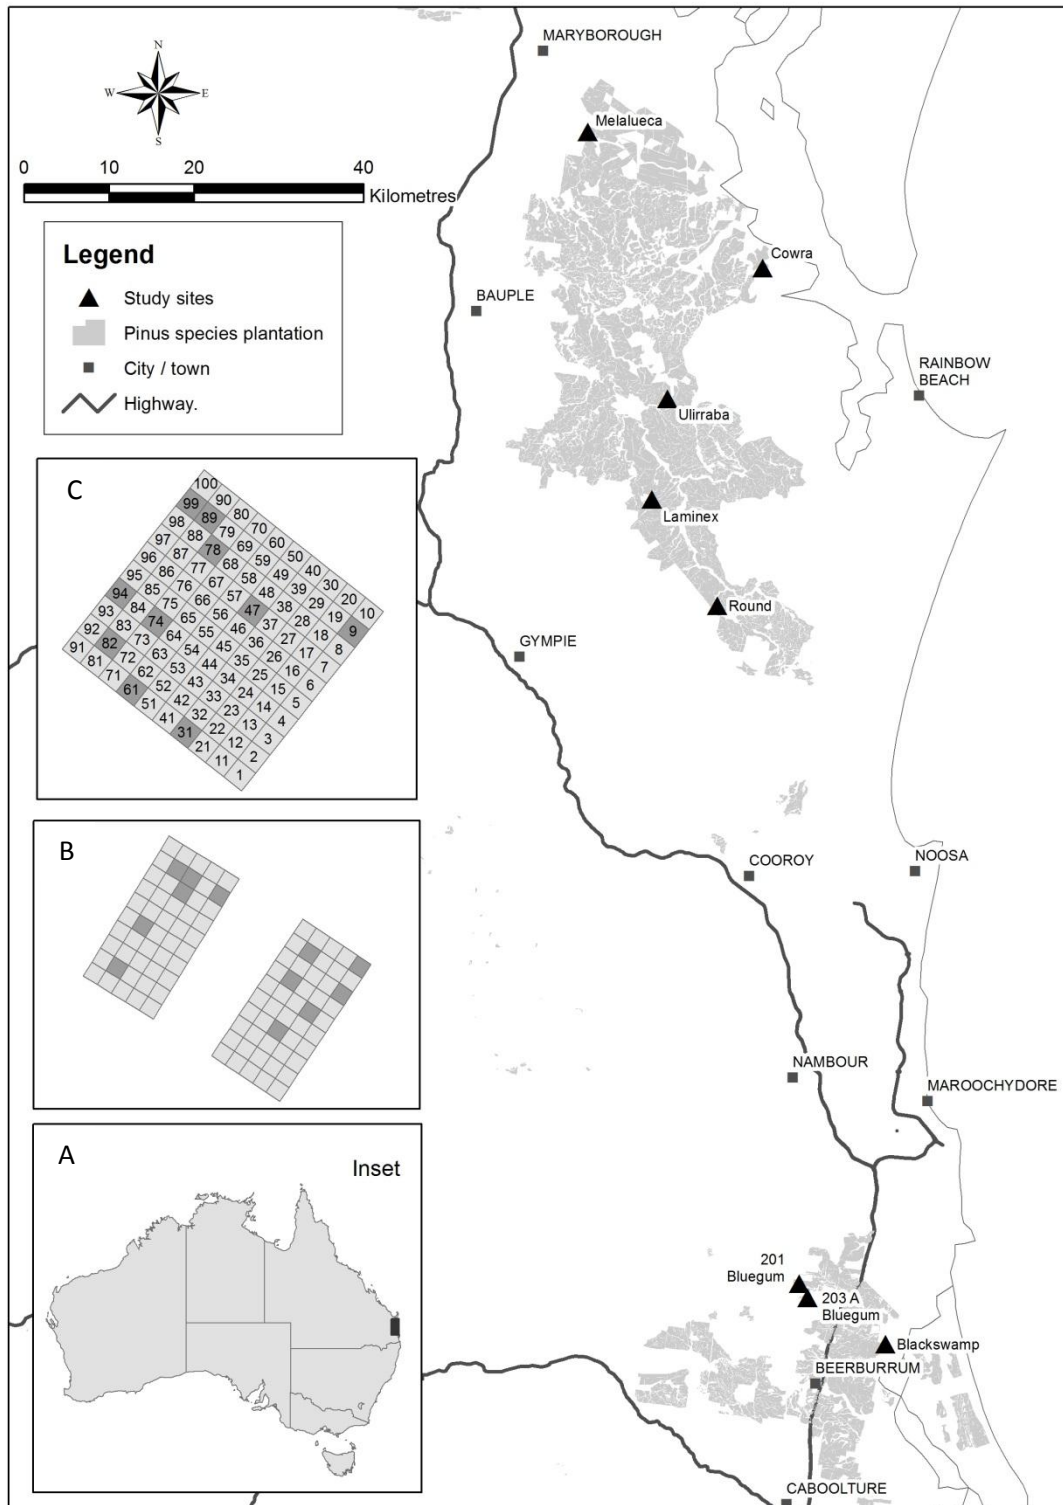 MARYBOROUGH
N
W
E
S
Melalueca
0 10 20 40
Kilometres
Legend
Study sites
Pinus species plantation
City / town
Highway.
Cowra
BAUPLE
RAINBOW
BEACH
Ulirraba
Laminex
Round
GYMPIE
C
100
99 90
98 89 80
97 88 79 70
96 87 78 69 60
95 86 77 68 59 50
94 85 76 67 58 49 40
93 84 75 66 57 48 39 30
92 83 74 65 56 47 38 29 20
91 82 73 64 55 46 37 28 19 10
81 72 63 54 45 36 27 18 9
71 62 53 44 35 26 17 8
61 52 43 34 25 16 7
51 42 33 24 15 6
41 32 23 14 5
31 22 13 4
21 12 3
11 2
1
B
COOROY
NOOSA
NAMBOUR
MAROOCHYDORE
A
Inset
201
Bluegum
203 A
Bluegum
Blackswamp
BEERBURRUM
CABOOLTURE